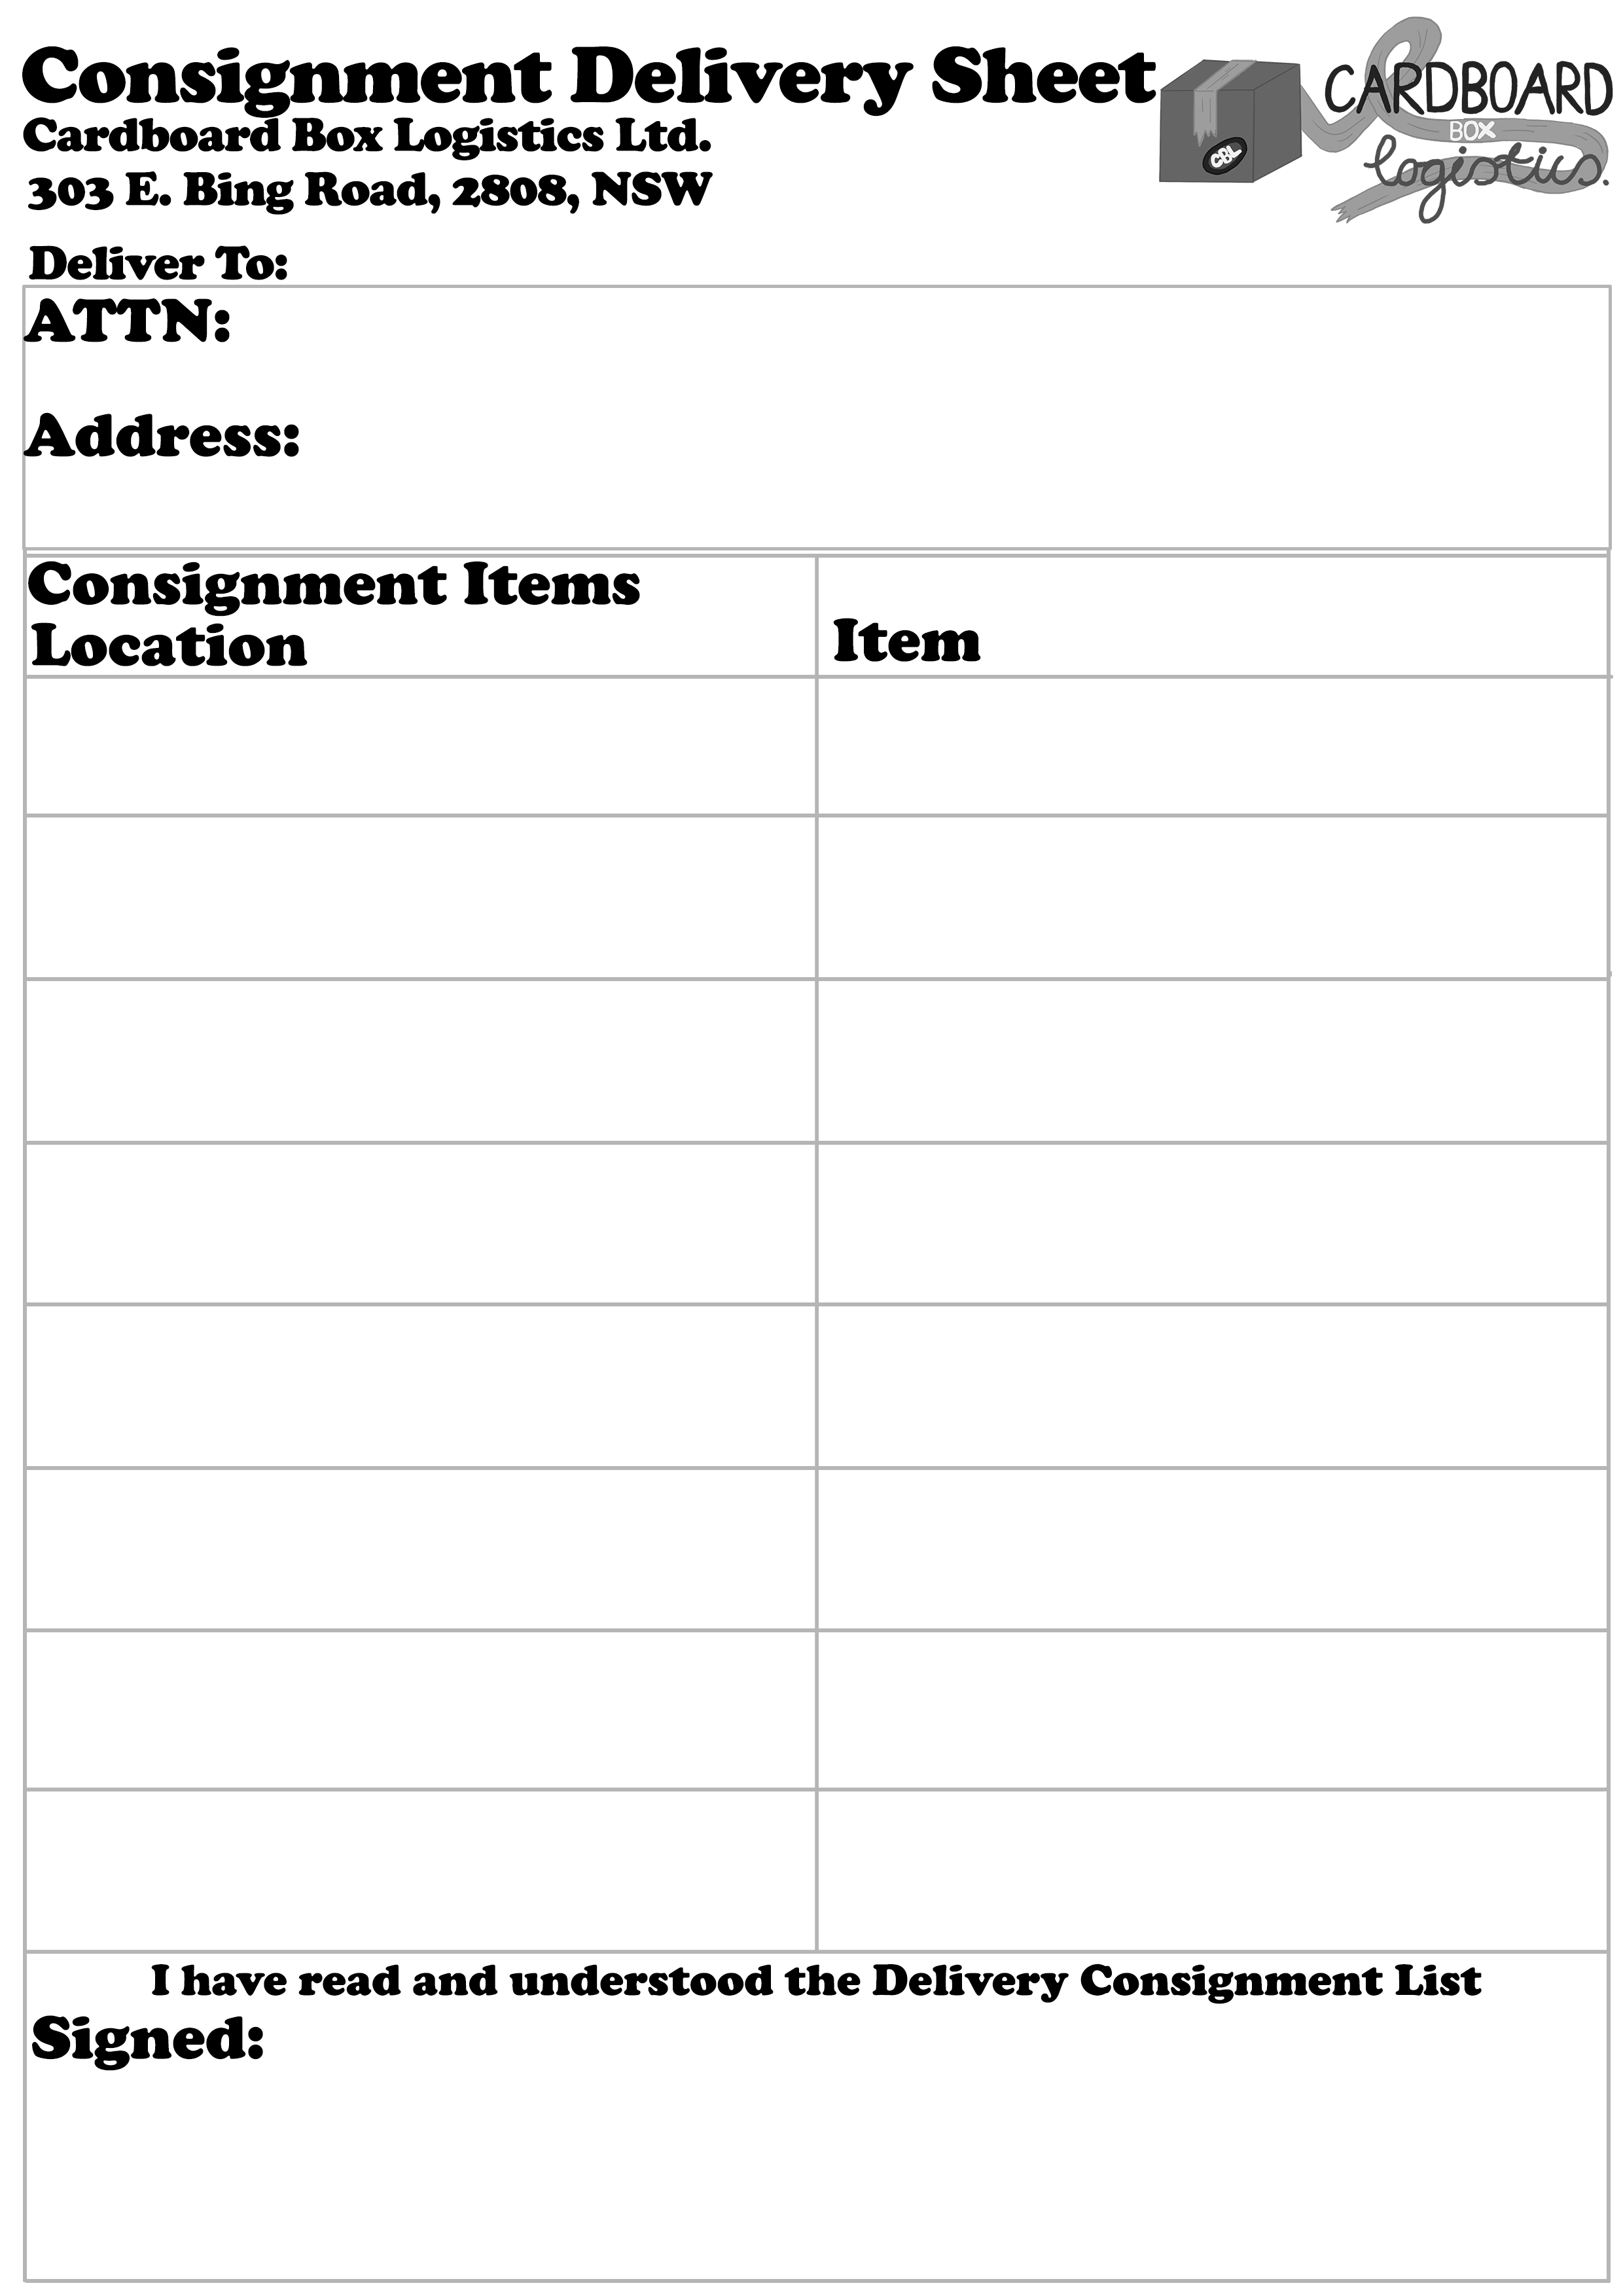 Consignment Delivery Sheet
Cardboard Box Logistics Ltd.
303 E. Bing Road, 2808, NSW
CARDBOARD
BOX
logistics.
CBL
Deliver To:
ATTN:
Address:
Consignment Items
Location
Item
I have read and understood the Delivery Consignment List
Signed: